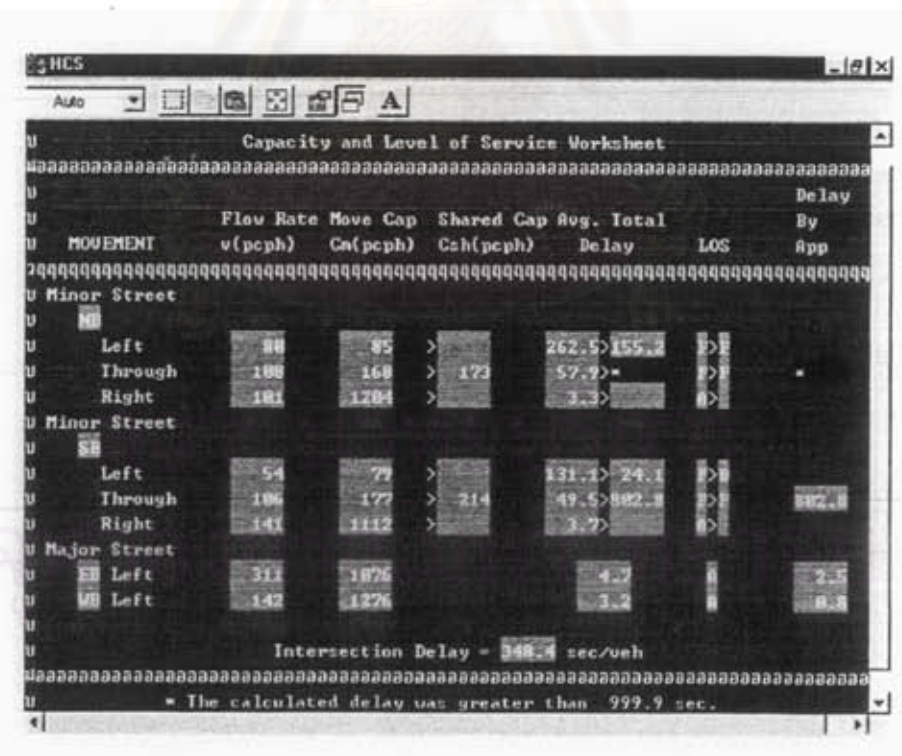 HCS
Auto
A
Capacity and Level of Service Worksheet
Delay
Flow Rate Move Cap Shared Cap Avg. Total By
MOVEMENT v(pcph) Cm(pcph) Csh(pcph) Delay LOS App
Minor Street
NB
Left 80 85 > 262.5>155.2 F>F
Through 188 168 > 173 57.9>* F>F *
Right 101 1204 > 3.3> A>
Minor Street
SB
Left 54 79 > 131.1> 24.1 F>D
Through 106 177 > 214 49.5>802.8 F>F 802.8
Right 141 1112 > 3.7> A>
Major Street
EB Left 311 1076 4.7 A 2.5
WB Left 142 1276 3.2 A 0.8
Intersection Delay = 348.4 sec/veh
* The calculated delay was greater than 999.9 sec.